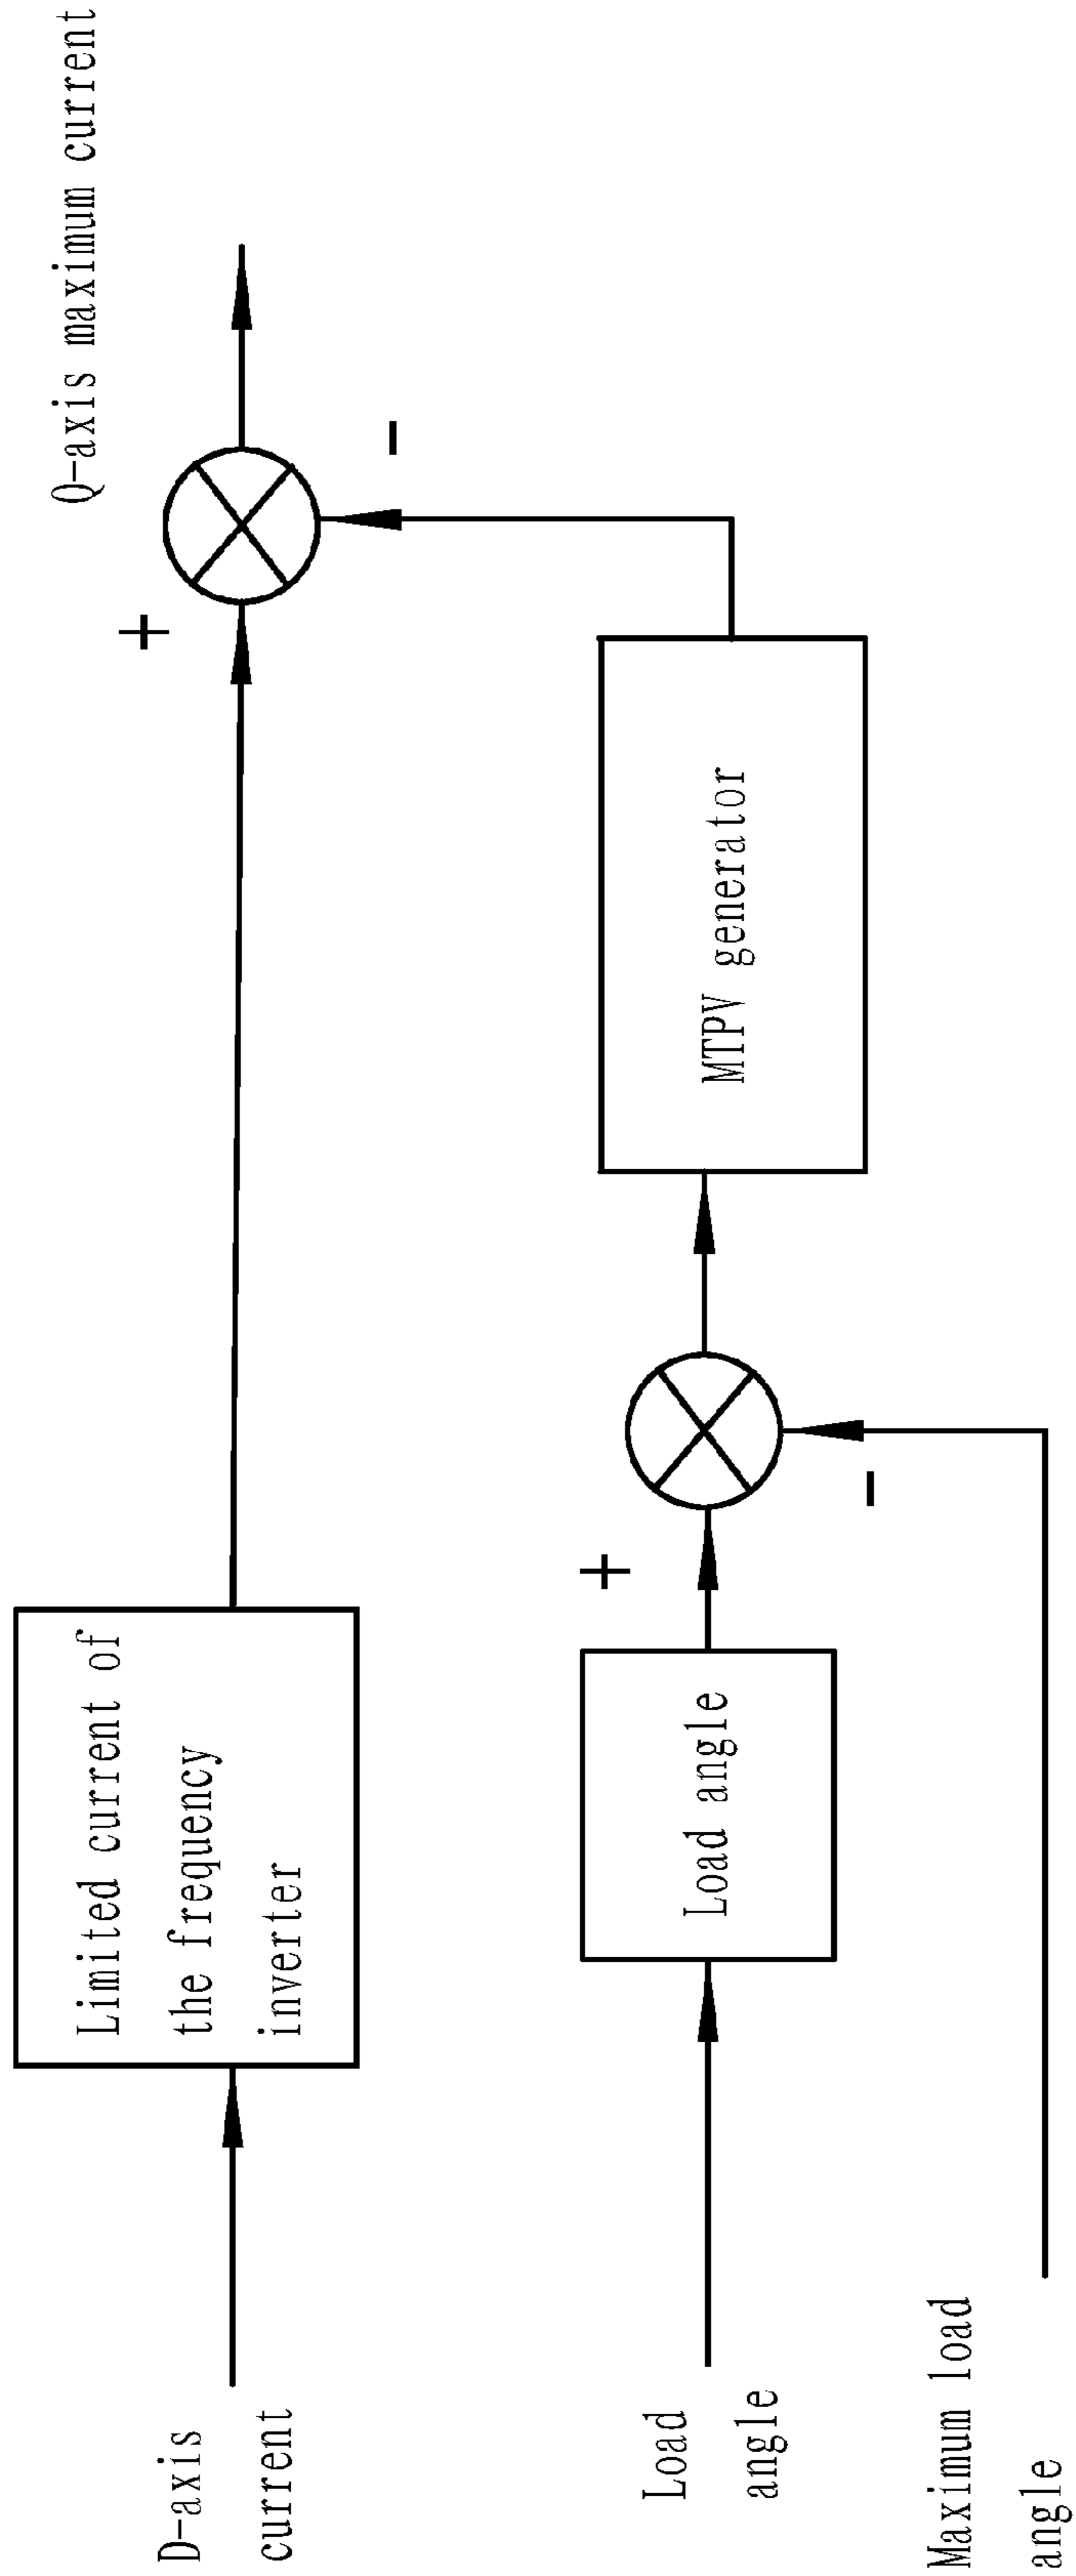 D-axis
current
Limited current of
the frequency
inverter
+
-
Q-axis maximum current
Load
angle
Load angle
+
-
MTPV generator
Maximum load
angle